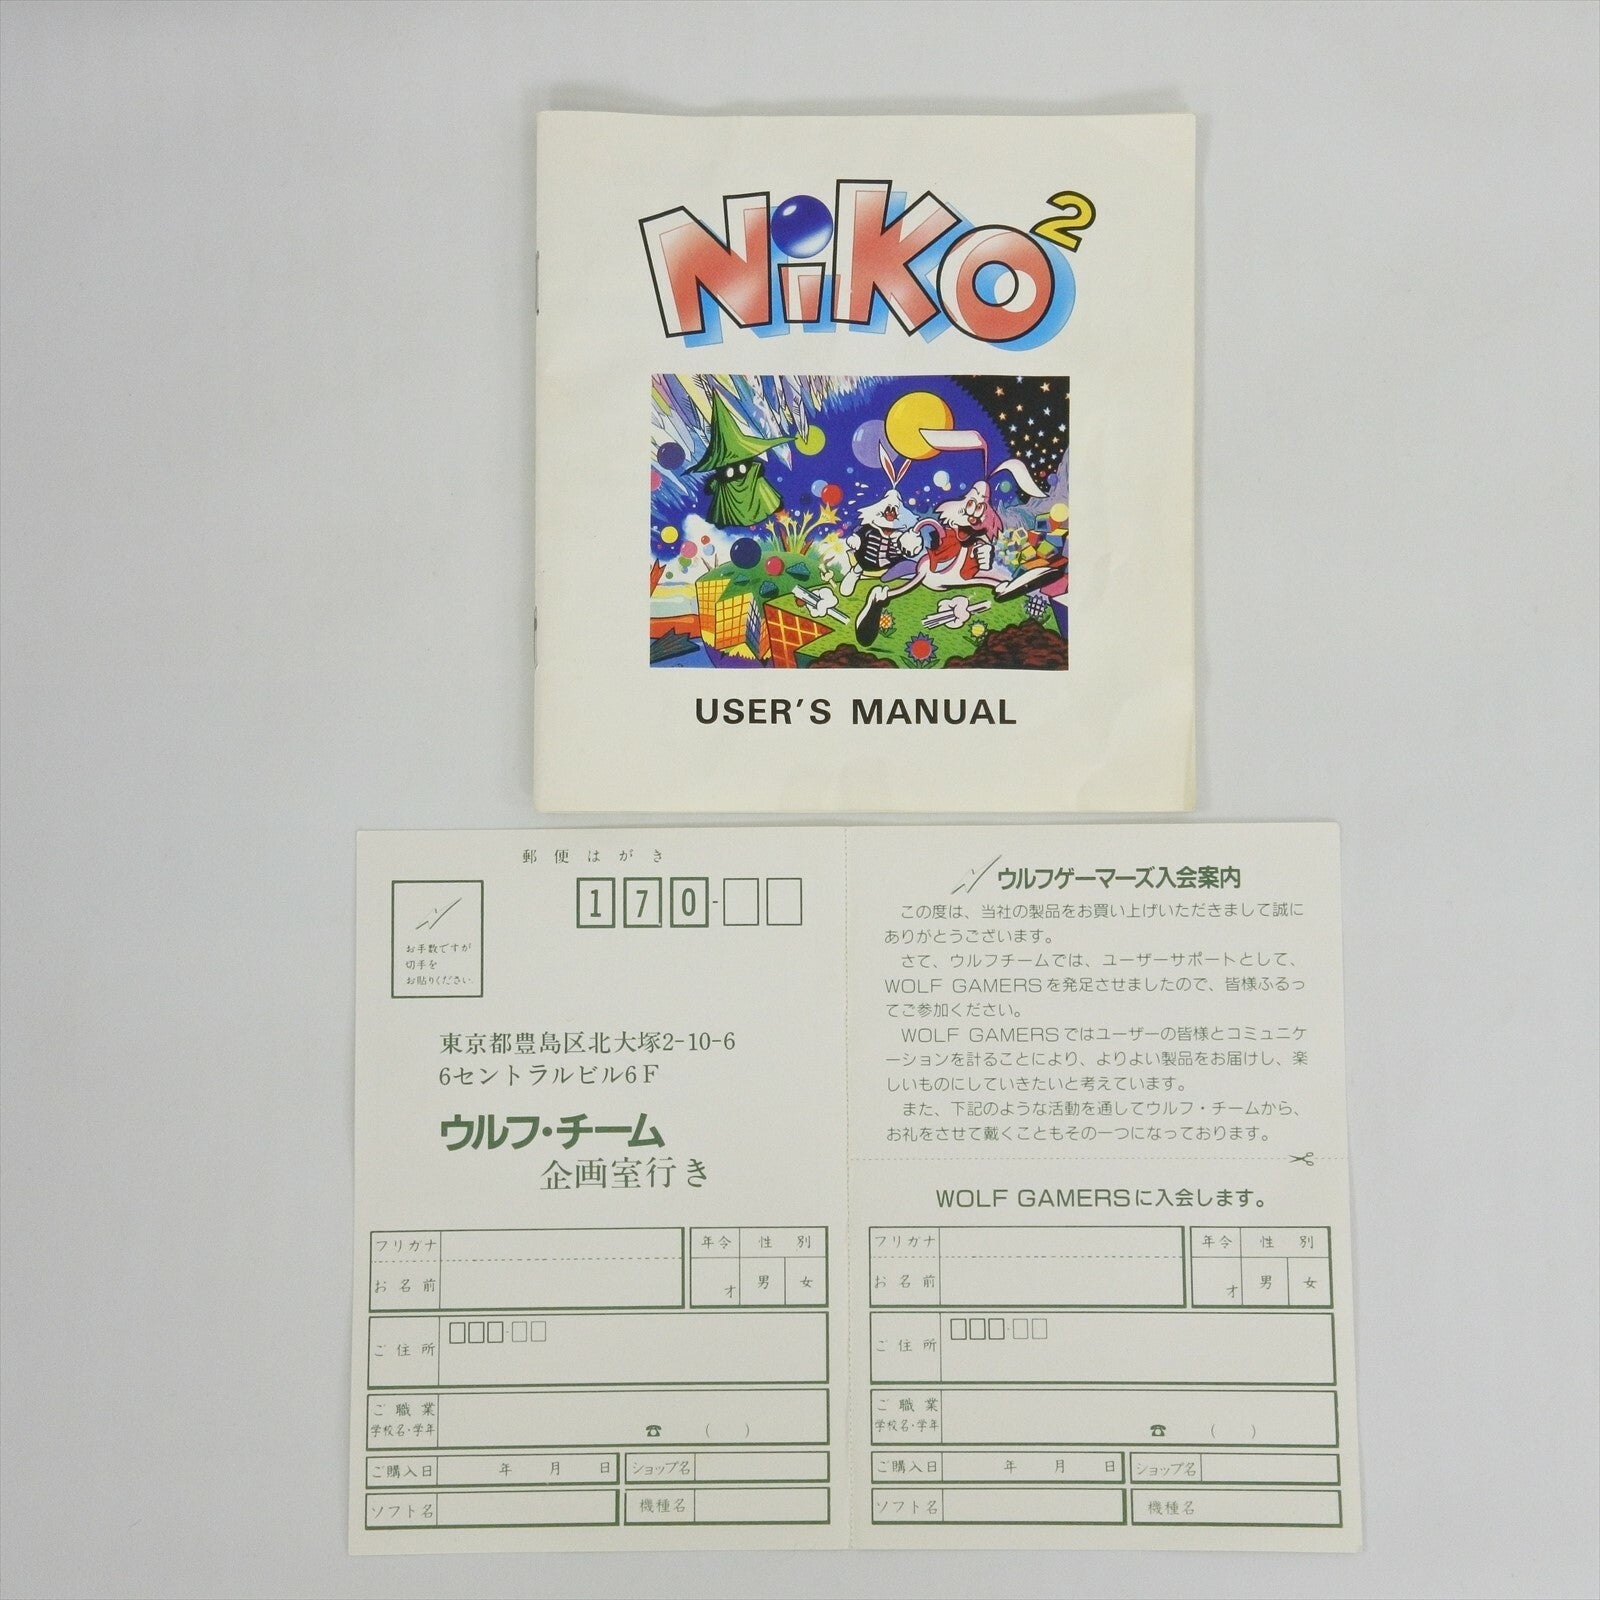 NiKO2
USER'S MANUAL
郵便はがき
170-
お手数ですが
切手を
お貼りください
東京都豊島区北大塚2-10-6
6セントラルビル6F
ウルフ・チーム
企画室行き
フリガナ
お名前
年令 性別
才 男 女
ご住所
ご職業
学校名・学年
☎ ( )
ご購入日 年 月 日 ショップ名
ソフト名 機種名
ウルフゲーマーズ入会案内
この度は、当社の製品をお買い上げいただきまして誠に
ありがとうございます。
さて、ウルフチームでは、ユーザーサポートとして、
WOLF GAMERSを発足させましたので、皆様ふるっ
てご参加ください。
WOLF GAMERSではユーザーの皆様とコミュニケ
ーションを計ることにより、よりよい製品をお届けし、楽
しいものにしていきたいと考えています。
また、下記のような活動を通してウルフ・チームから、
お礼をさせて戴くこともその一つになっております。
WOLF GAMERSに入会します。
フリガナ
お名前
年令 性別
才 男 女
ご住所
ご職業
学校名・学年
☎ ( )
ご購入日 年 月 日 ショップ名
ソフト名 機種名